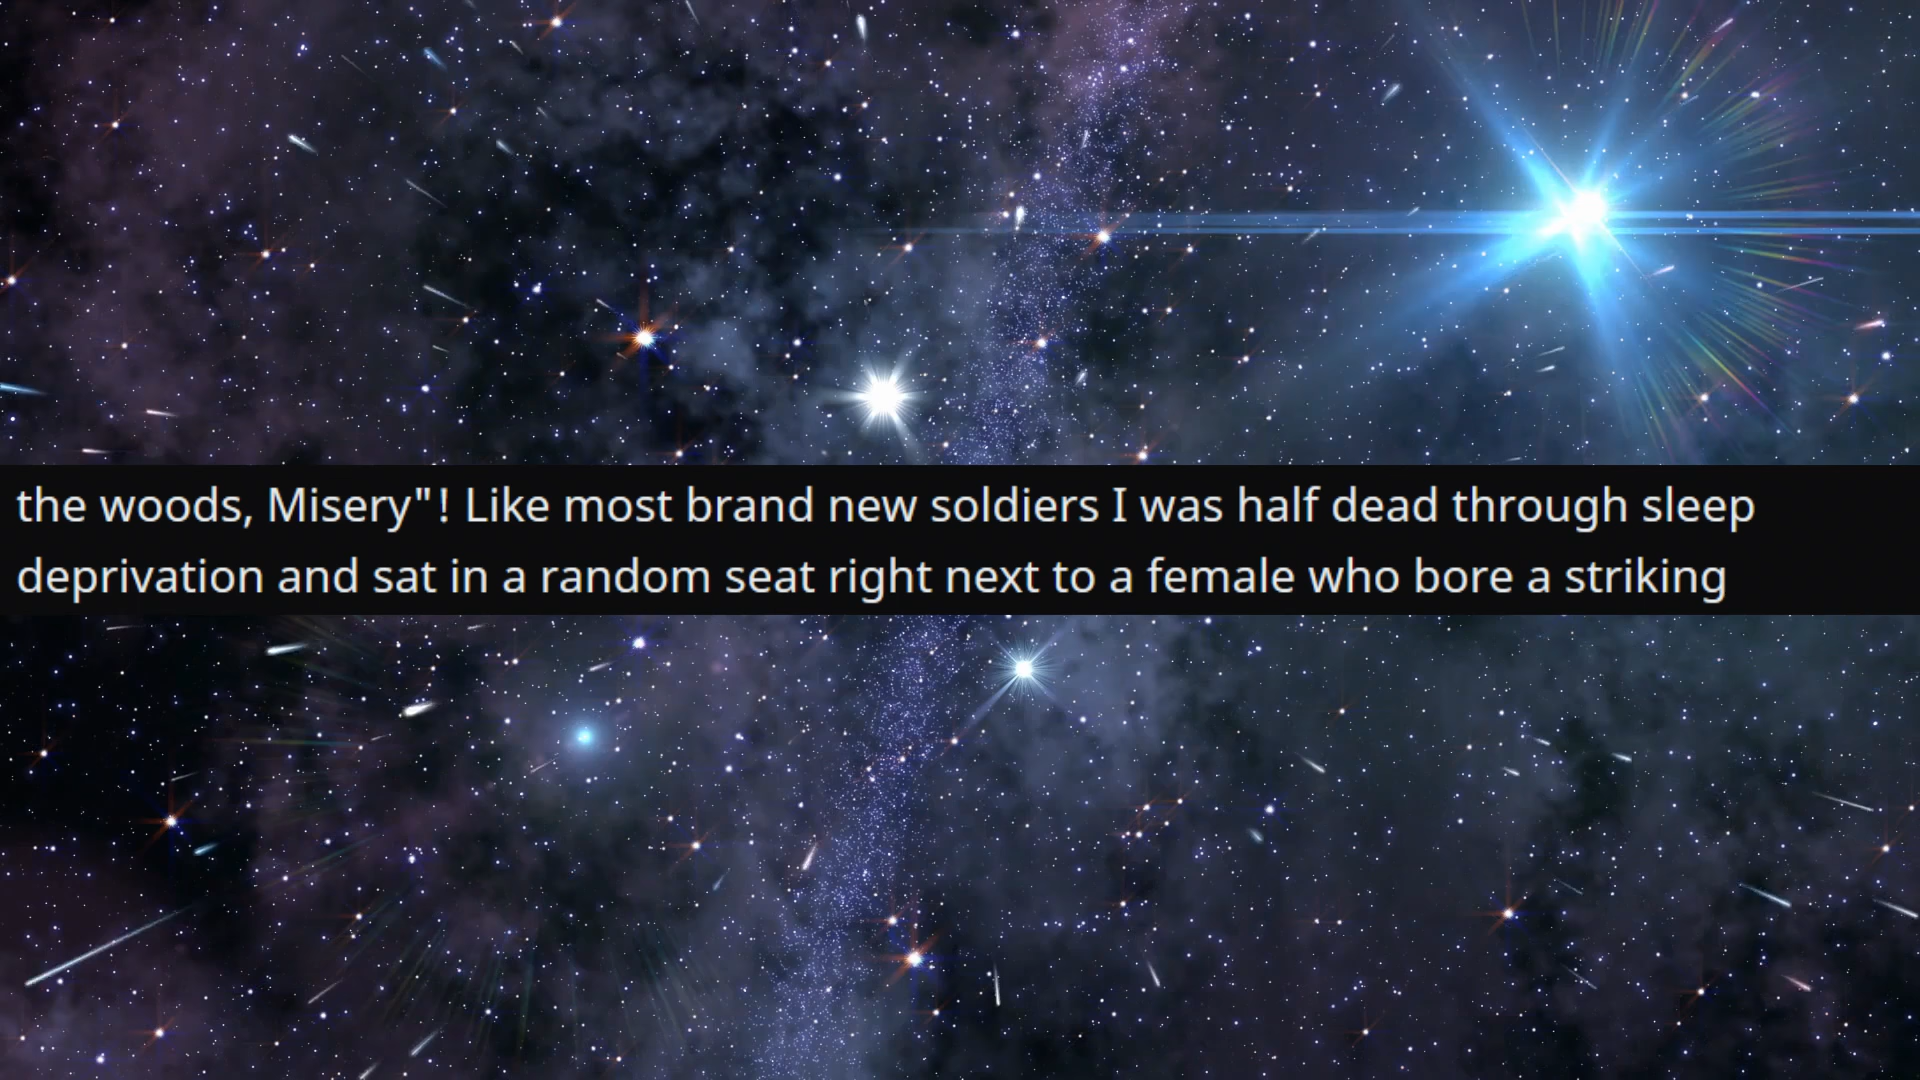 the woods, Misery"! Like most brand new soldiers I was half dead through sleep
deprivation and sat in a random seat right next to a female who bore a striking